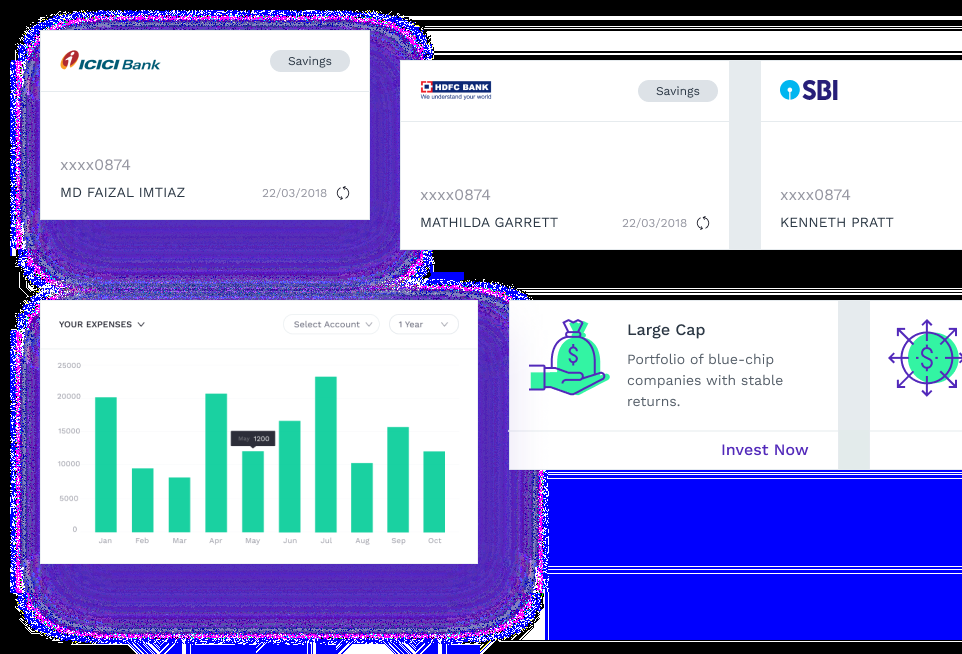 ICICI Bank
Savings
xxxx0874
MD FAIZAL IMTIAZ
22/03/2018
HDFC BANK
We understand your world
Savings
xxxx0874
MATHILDA GARRETT
22/03/2018
SBI
xxxx0874
KENNETH PRATT
YOUR EXPENSES
Select Account
1 Year
25000
20000
15000
10000
5000
0
May 1200
Jan Feb Mar Apr May Jun Jul Aug Sep Oct
$
Large Cap
Portfolio of blue-chip
companies with stable
returns.
Invest Now
$